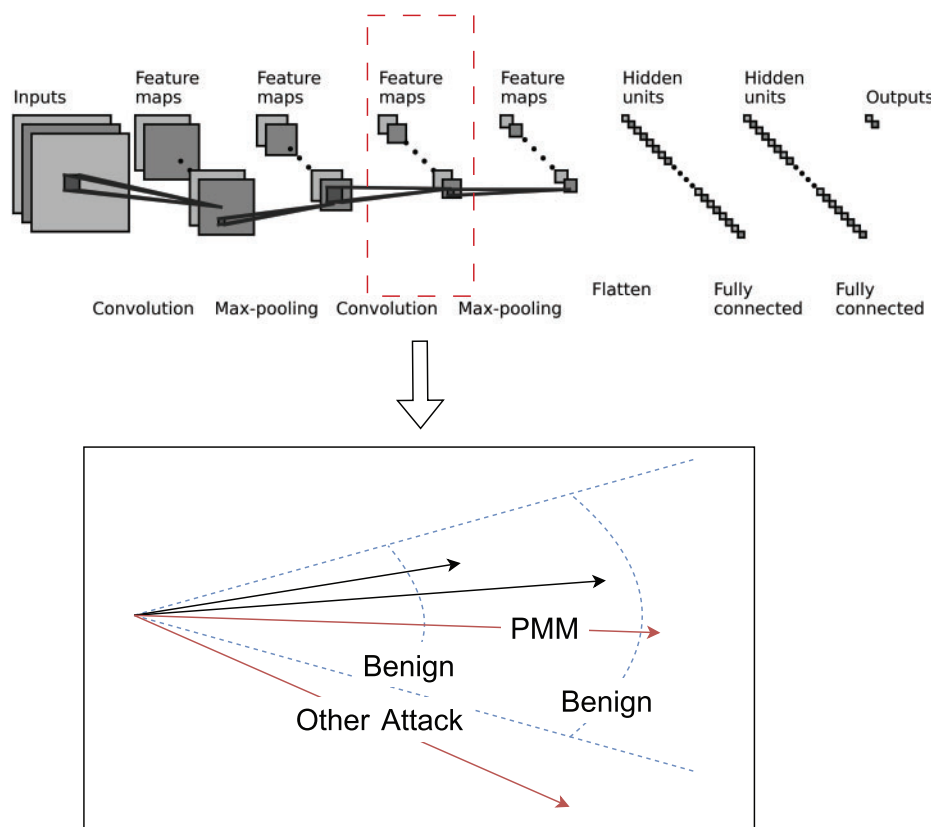 Inputs
Feature
maps
Feature
maps
Feature
maps
Feature
maps
Hidden
units
Hidden
units
Outputs
Convolution
Max-pooling
Convolution
Max-pooling
Flatten
Fully
connected
Fully
connected
PMM
Benign
Benign
Other Attack